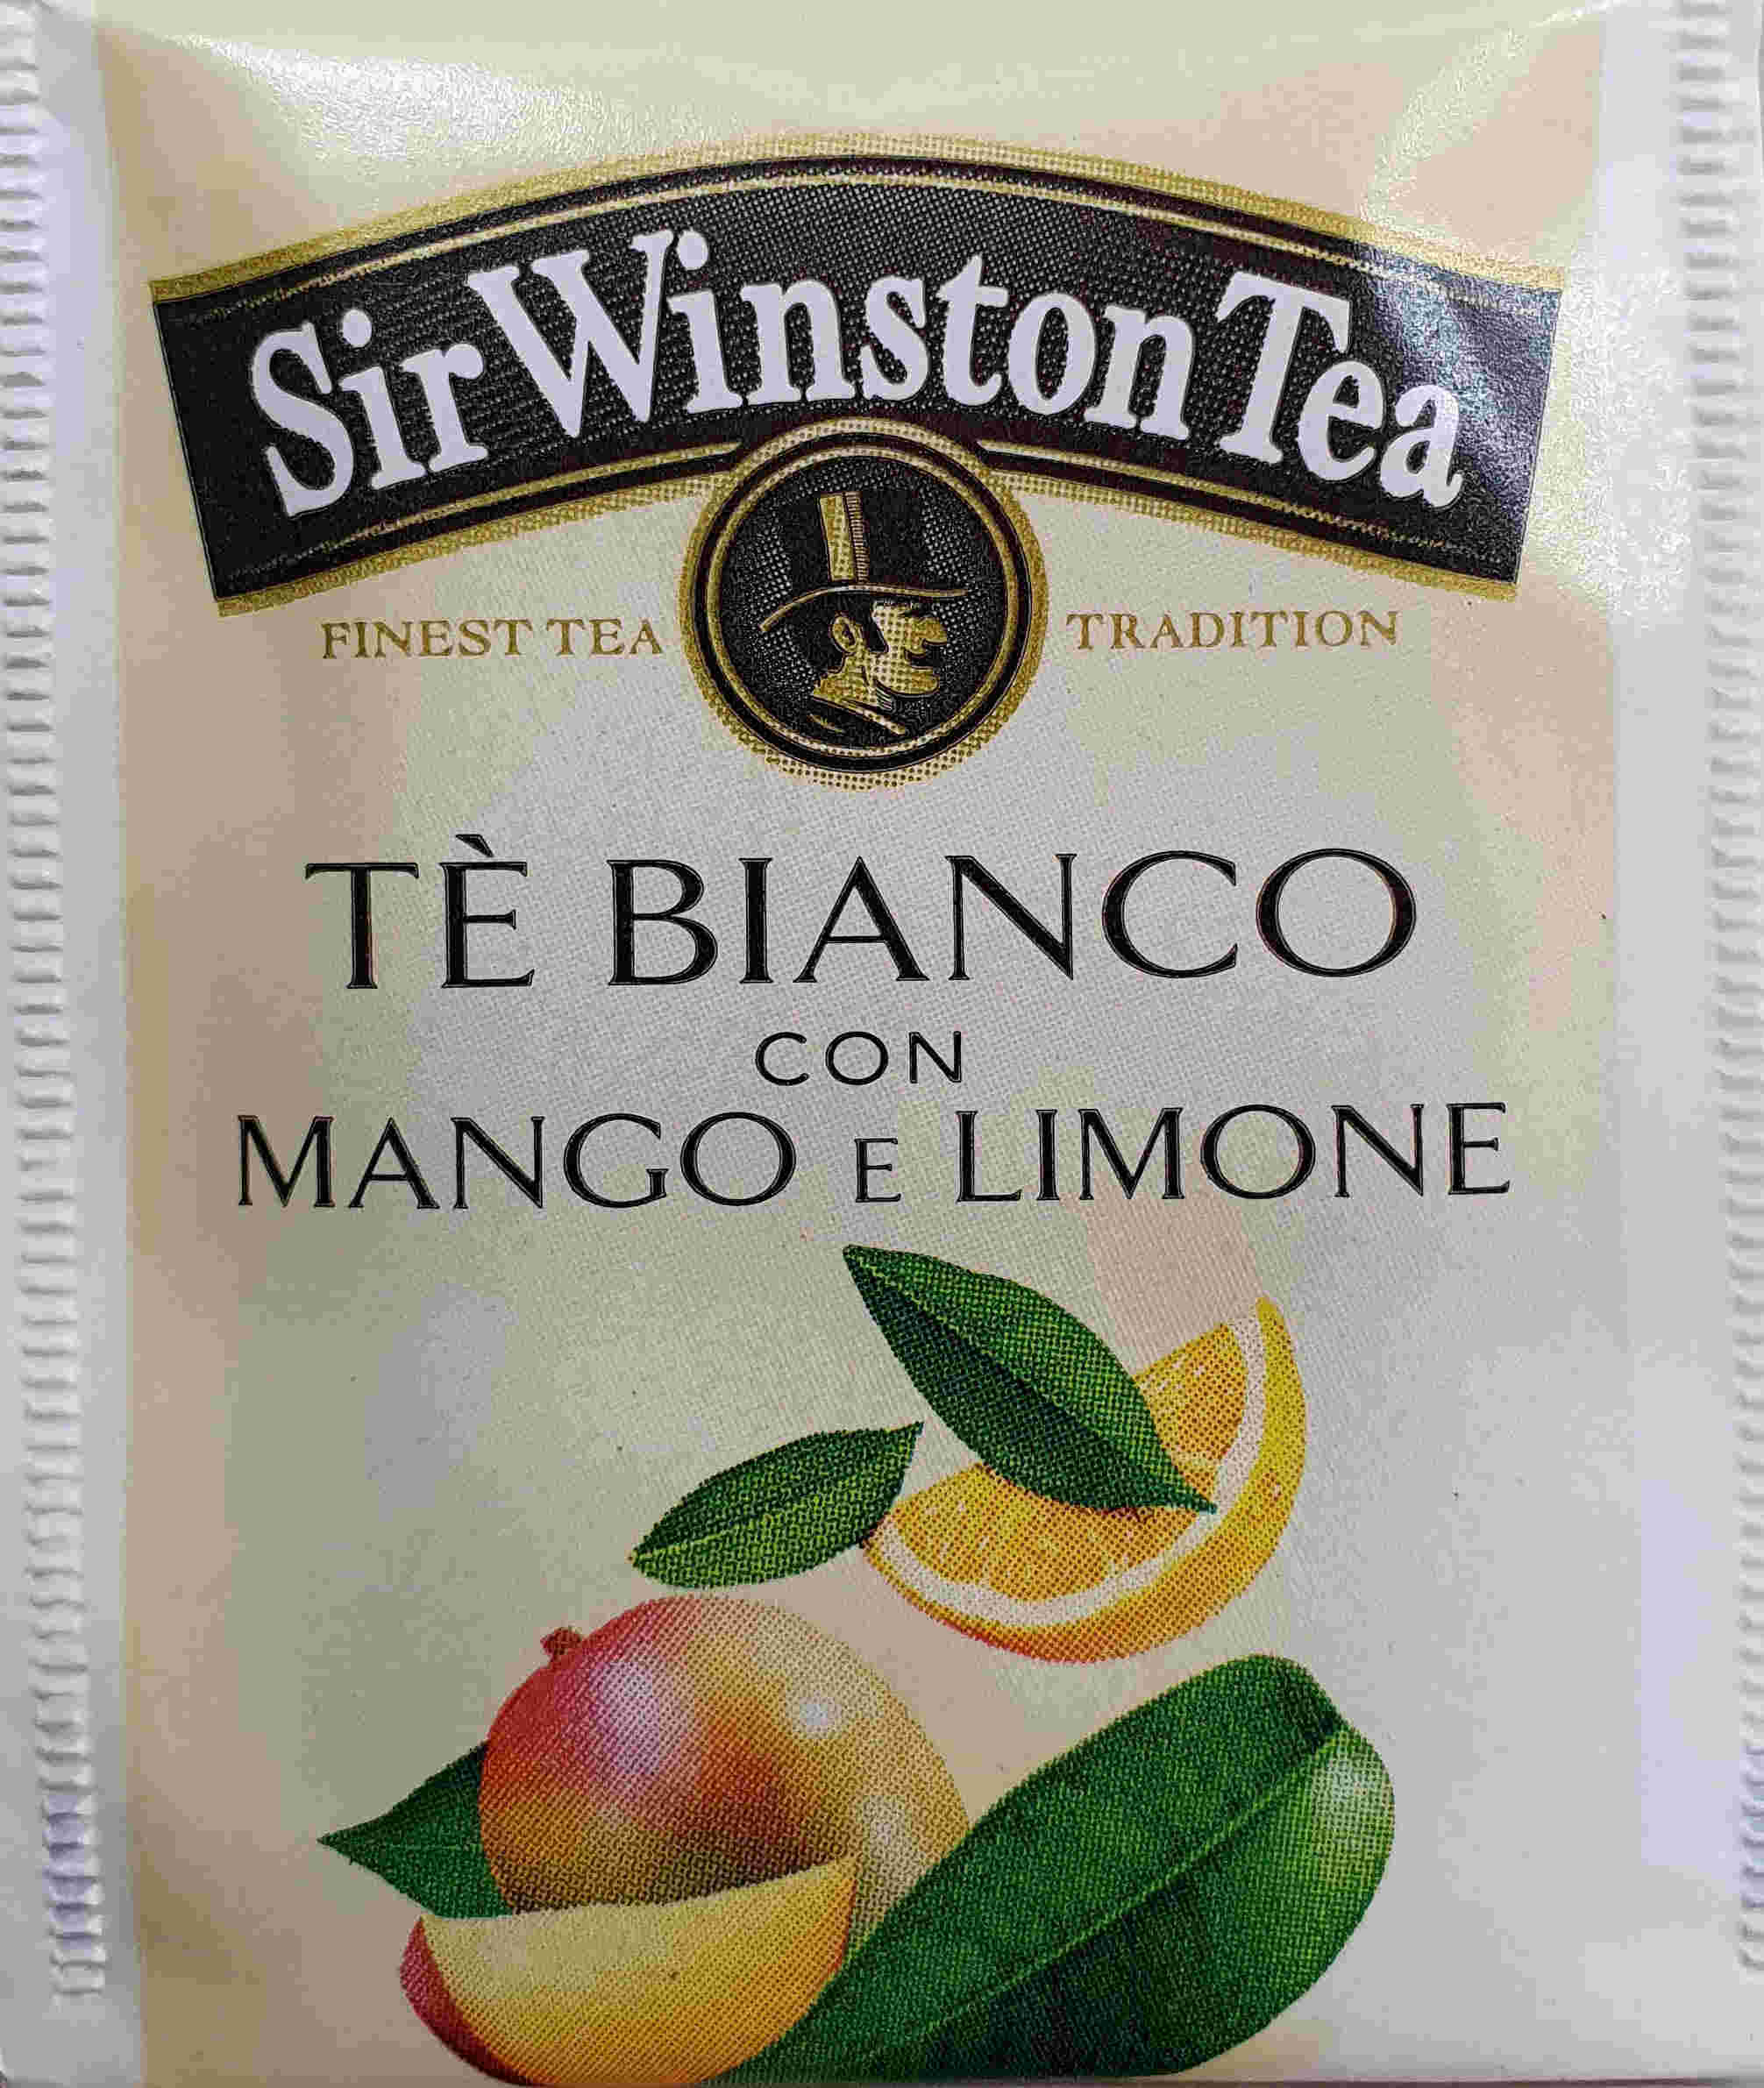 Sir Winston Tea
FINEST TEA TRADITION
TÈ BIANCO
CON
MANGO E LIMONE